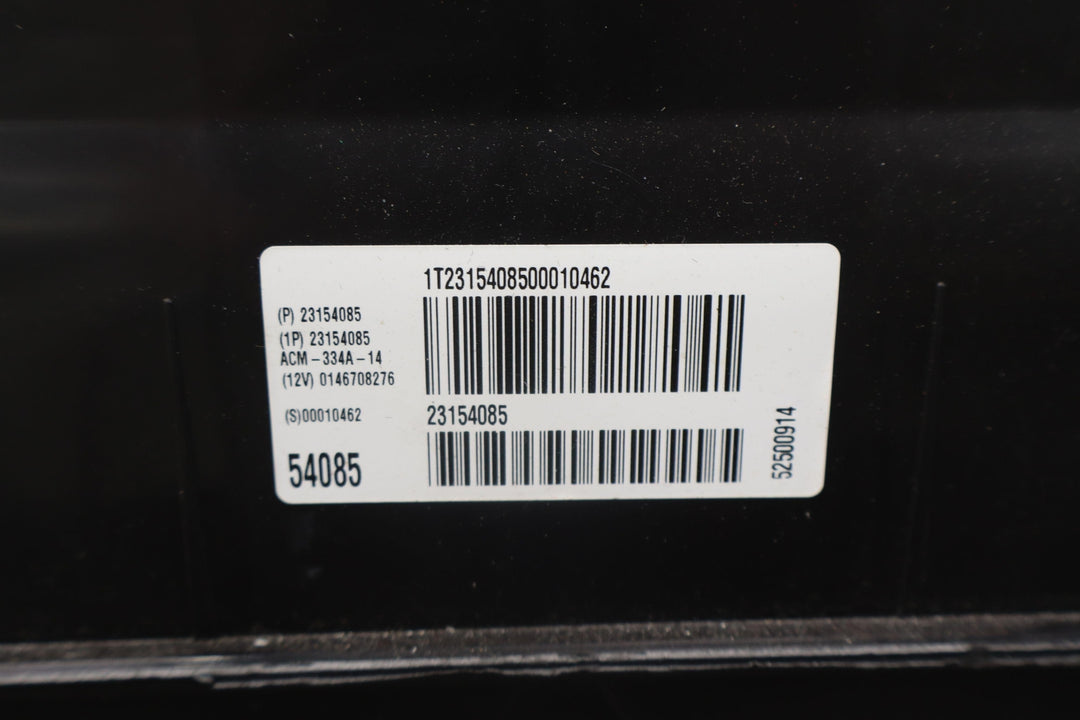 1T2315408500010462
(P) 23154085
(1P) 23154085
ACM-334A-14
(12V) 0146708276
(S)00010462
23154085
54085
52500914